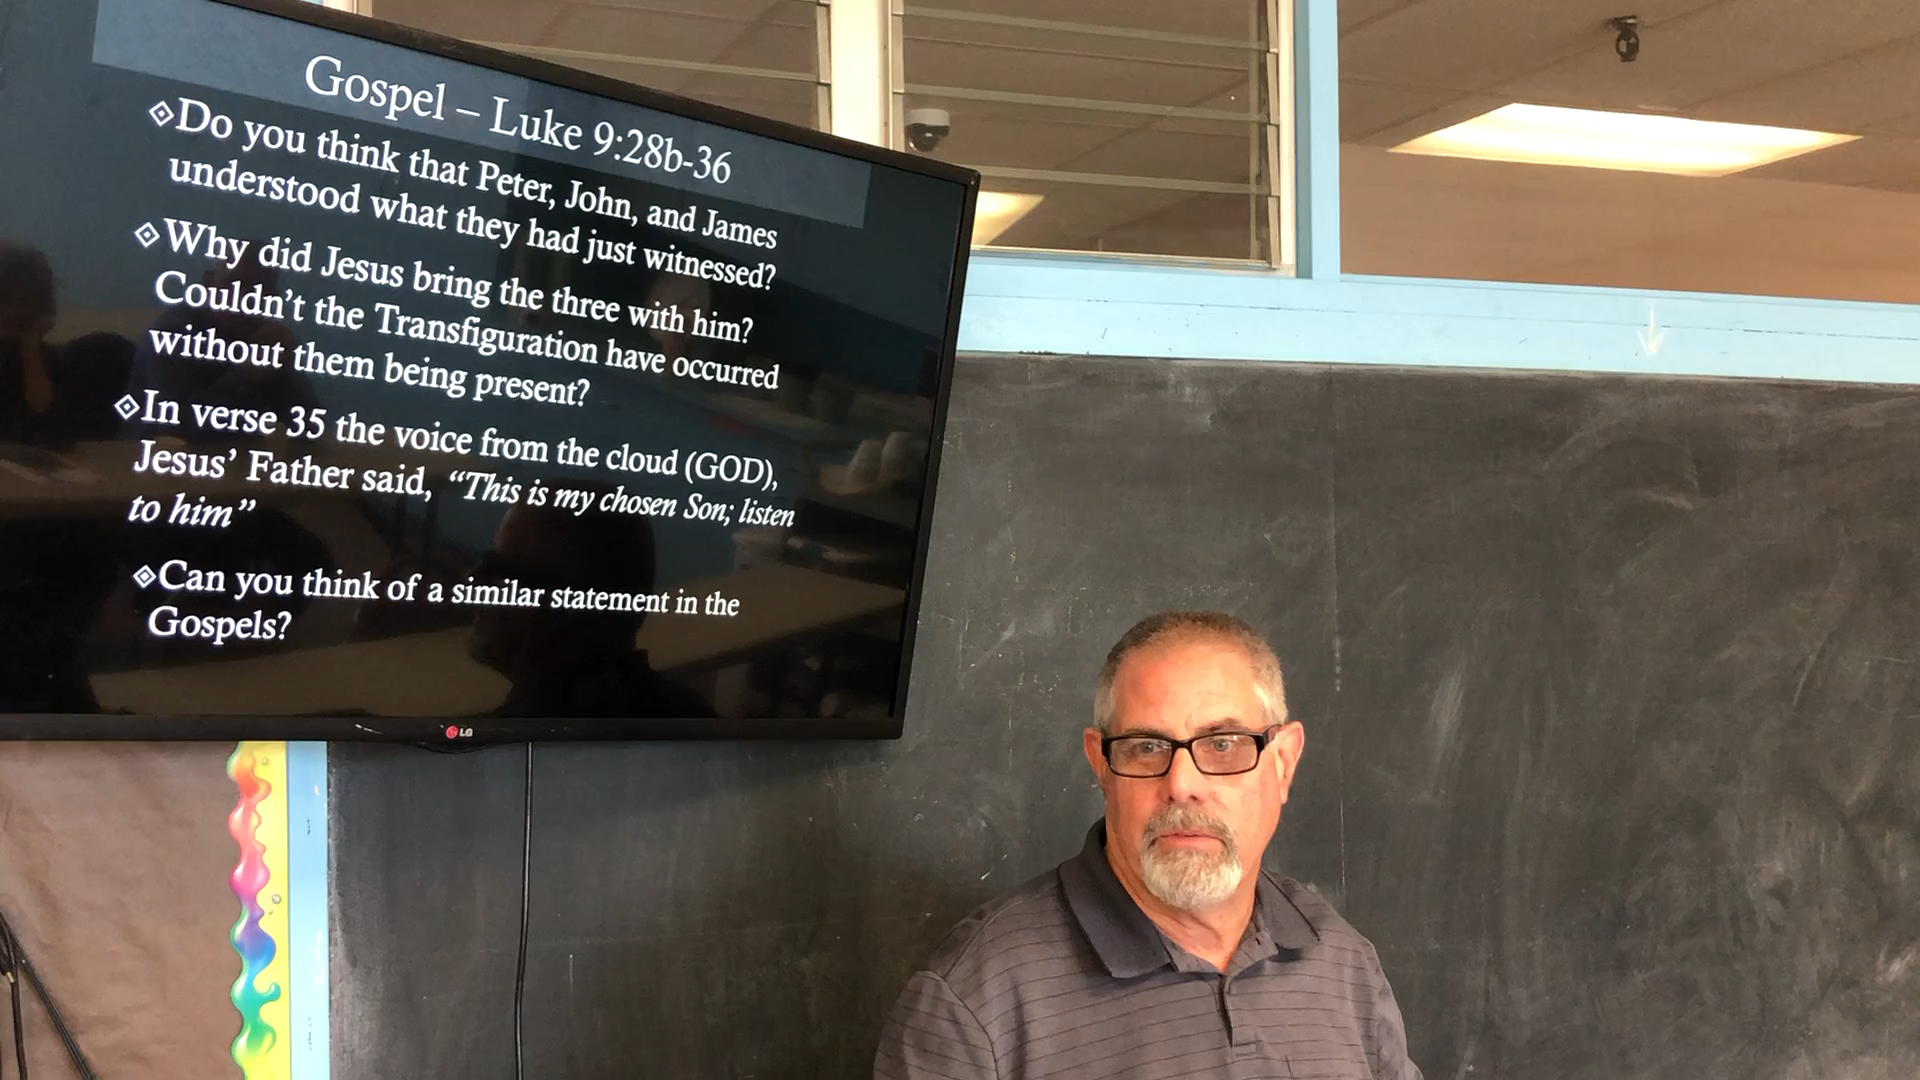 Gospel – Luke 9:28b-36
Do you think that Peter, John, and James
understood what they had just witnessed?
Why did Jesus bring the three with him?
Couldn't the Transfiguration have occurred
without them being present?
In verse 35 the voice from the cloud (GOD),
Jesus' Father said, “This is my chosen Son; listen
to him”
Can you think of a similar statement in the
Gospels?
LG